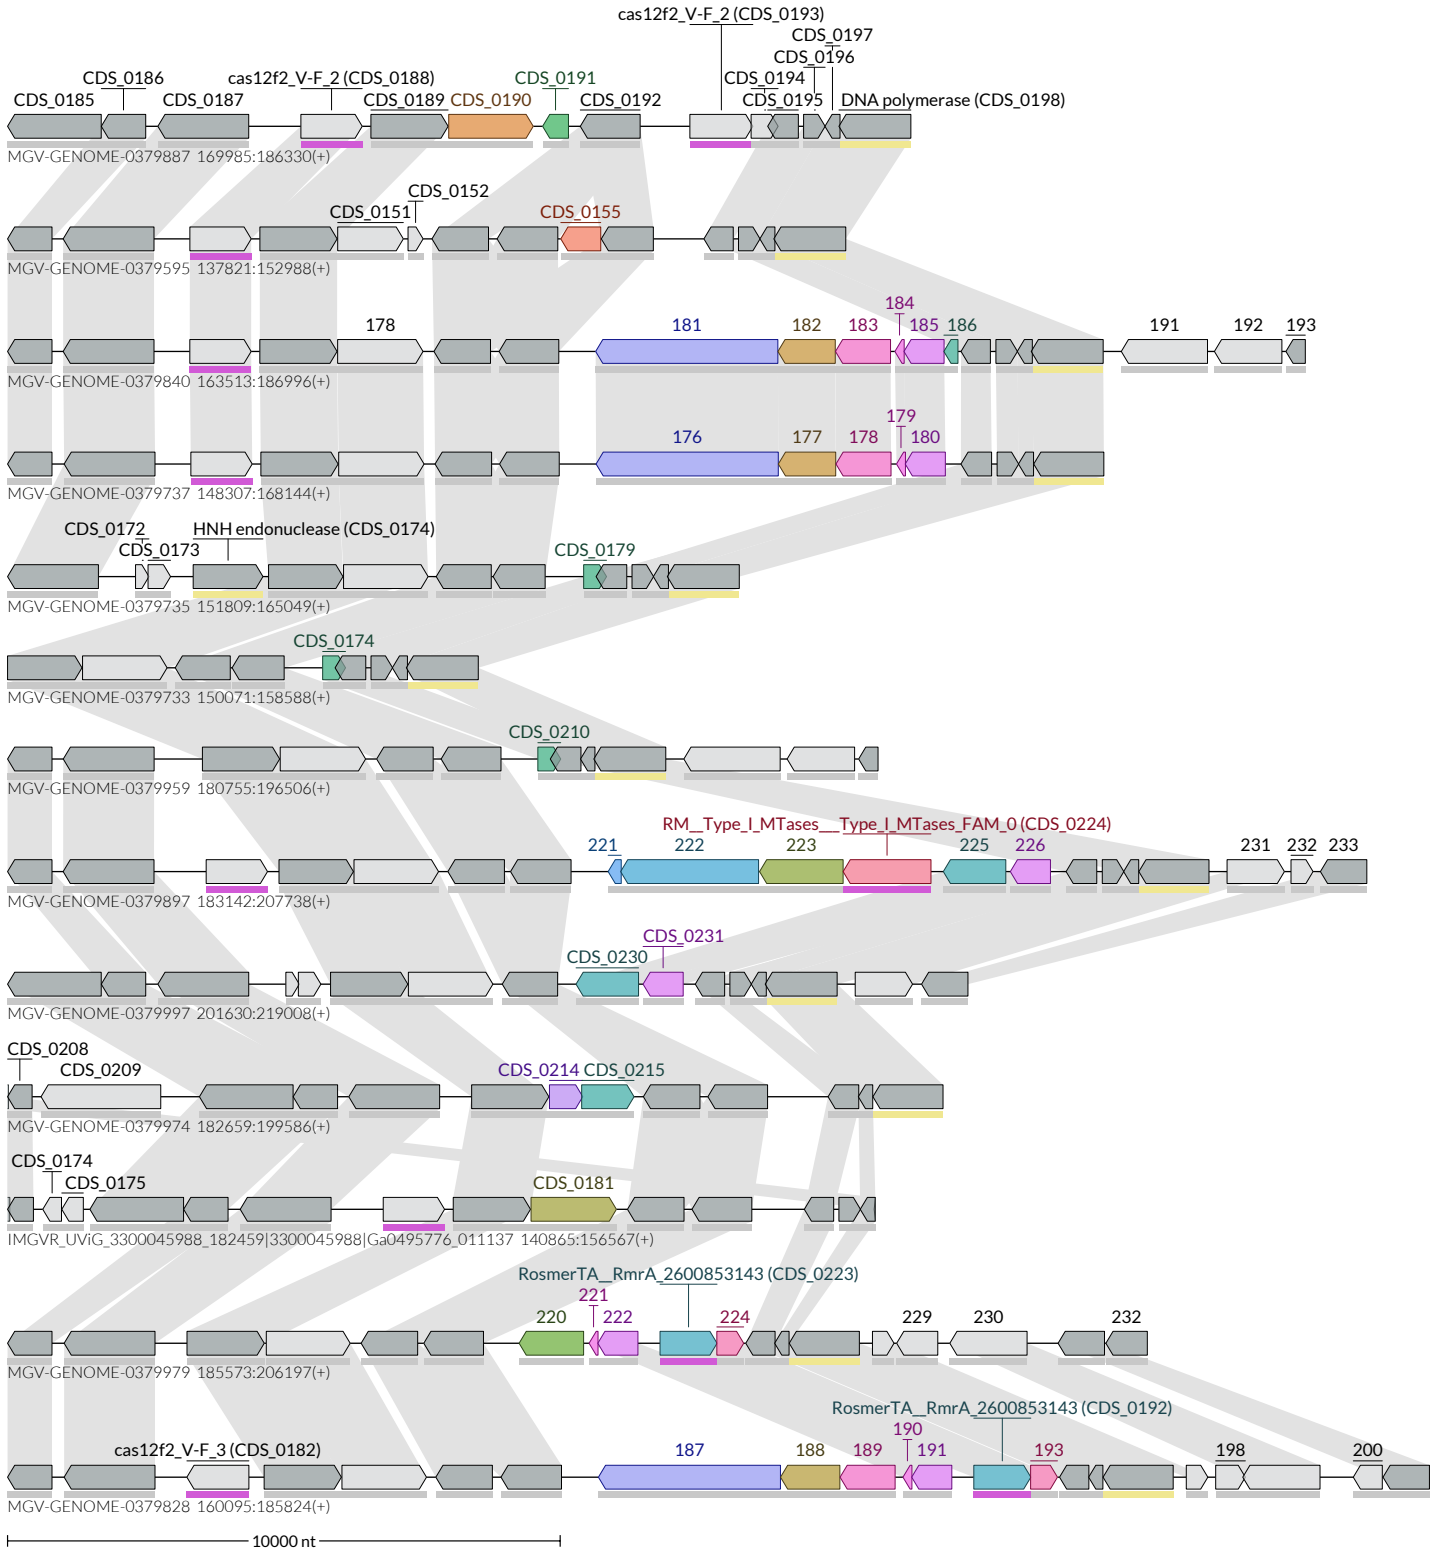 cas12f2_V-F_2 (CDS_0193)
CDS_0197
CDS_0196
CDS_0186 cas12f2_V-F_2 (CDS_0188) CDS_0191 CDS_0194
CDS_0185 CDS_0187 CDS_0189 CDS_0190 CDS_0192 CDS_0195 DNA polymerase (CDS_0198)
MGV-GENOME-0379887 169985:186330(+)
CDS_0152
CDS_0151 CDS_0155
MGV-GENOME-0379595 137821:152988(+)
184
178 181 182 183 185 186 191 192 193
MGV-GENOME-0379840 163513:186996(+)
179
176 177 178 180
MGV-GENOME-0379737 148307:168144(+)
CDS_0172 HNH endonuclease (CDS_0174)
CDS_0173 CDS_0179
MGV-GENOME-0379735 151809:165049(+)
CDS_0174
MGV-GENOME-0379733 150071:158588(+)
CDS_0210
MGV-GENOME-0379959 180755:196506(+)
RM__Type_I_MTases___Type_I_MTases_FAM_0 (CDS_0224)
221 222 223 225 226 231 232 233
MGV-GENOME-0379897 183142:207738(+)
CDS_0231
CDS_0230
MGV-GENOME-0379997 201630:219008(+)
CDS_0208
CDS_0209 CDS_0214 CDS_0215
MGV-GENOME-0379974 182659:199586(+)
CDS_0174
CDS_0175 CDS_0181
IMGVR_UViG_3300045988_182459|3300045988|Ga0495776_011137 140865:156567(+)
RosmerTA__RmrA_2600853143 (CDS_0223)
221
220 222 224 229 230 232
MGV-GENOME-0379979 185573:206197(+)
RosmerTA__RmrA_2600853143 (CDS_0192)
190
cas12f2_V-F_3 (CDS_0182) 187 188 189 191 193 198 200
MGV-GENOME-0379828 160095:185824(+)
10000 nt